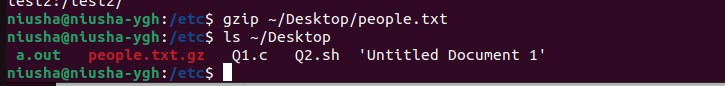 test2:/test2/
niusha@niusha-ygh:/etc$ gzip ~/Desktop/people.txt
niusha@niusha-ygh:/etc$ ls ~/Desktop
a.out people.txt.gz Q1.c Q2.sh 'Untitled Document 1'
niusha@niusha-ygh:/etc$